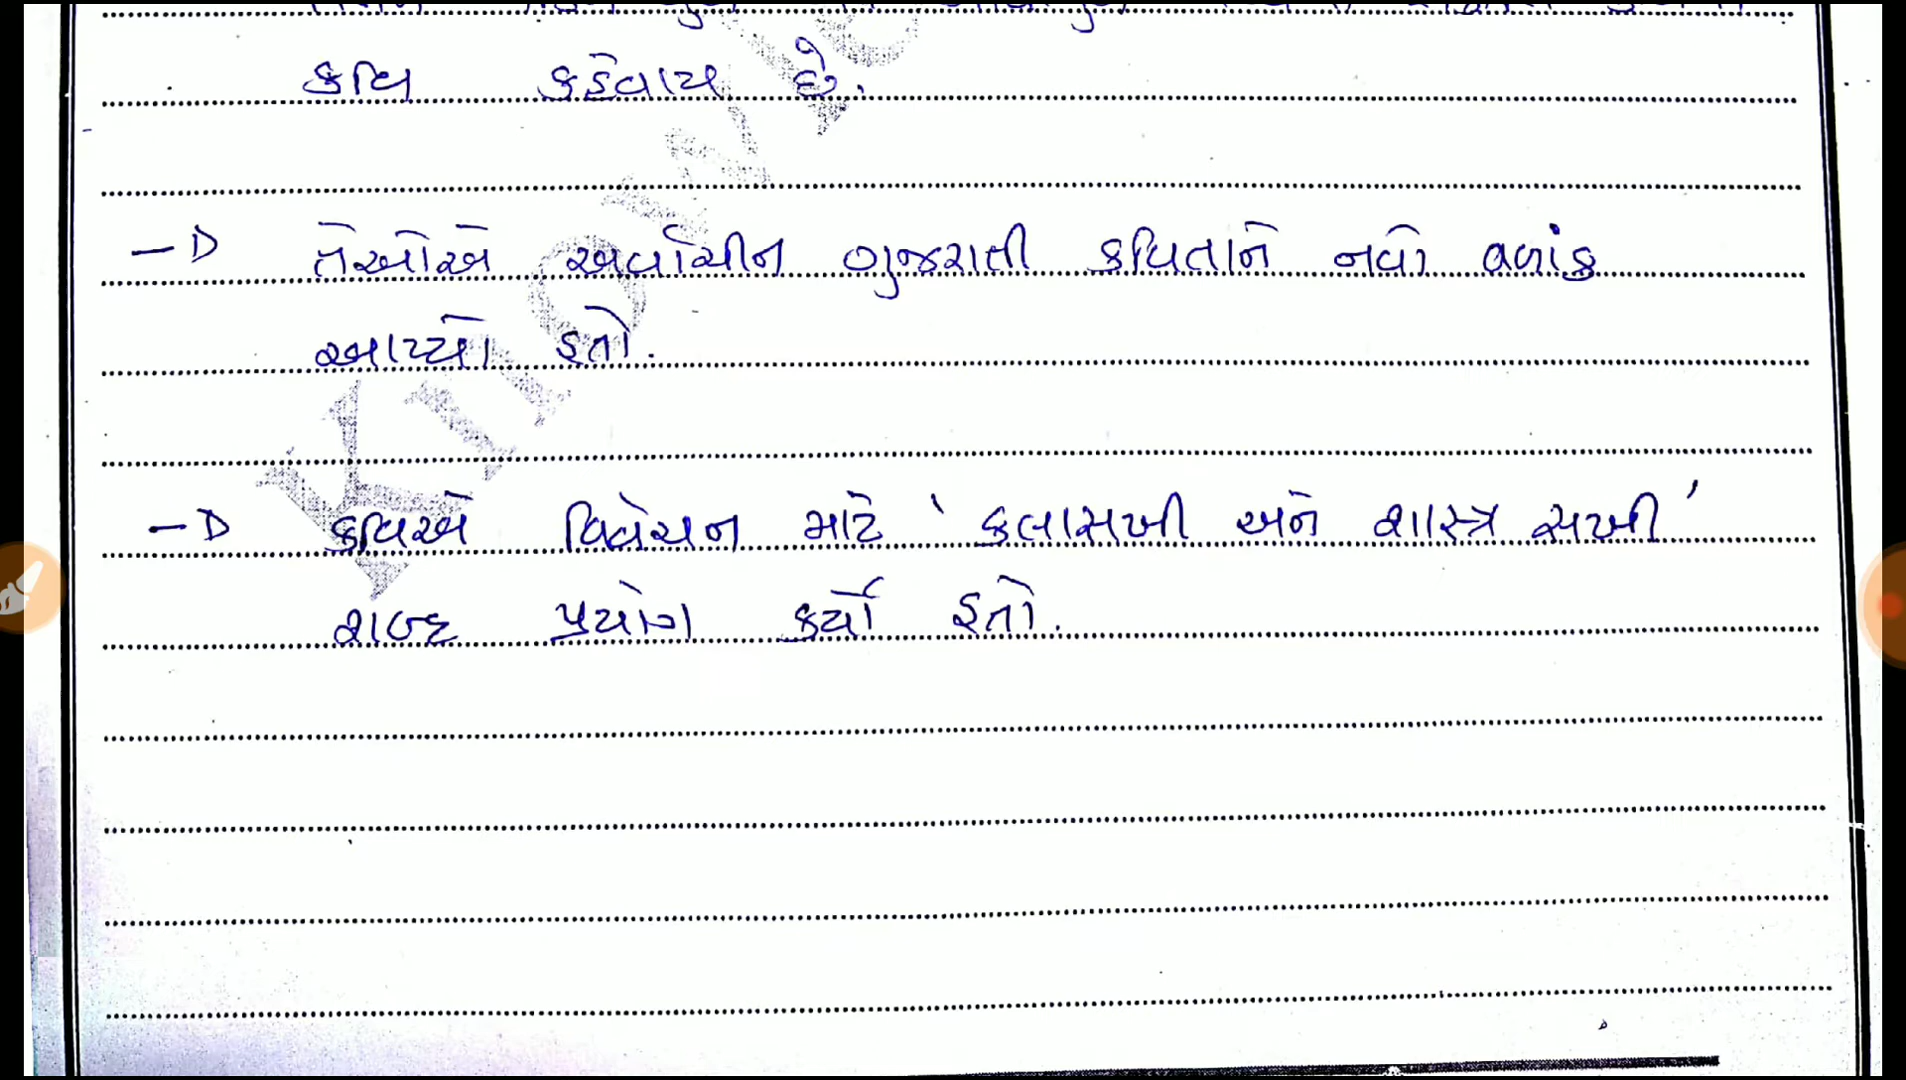 કવિ કહેવાય છે.
→ તેઓએ અર્વાચીન ગુજરાતી કવિતાને નવો વળાંક
આપ્યો હતો.
→ કવિએ વિવેચન માટે ' કલાસખી અને શાસ્ત્ર સખી '
શબ્દ પ્રયોગ કર્યો હતો.